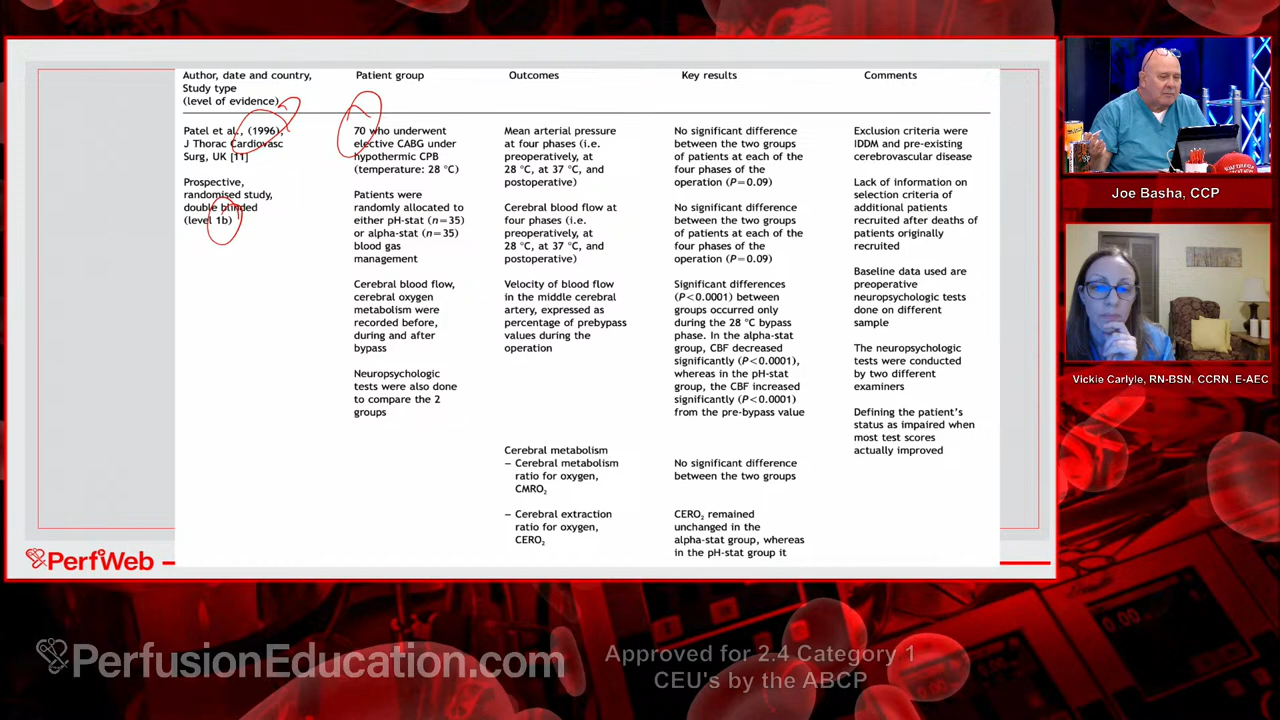 Author, date and country,
Study type
(level of evidence)
Patient group
Outcomes
Key results
Comments
Patel et al., (1996),
J Thorac Cardiovasc
Surg, UK [11]
Prospective,
randomised study,
double blinded
(level 1b)
70 who underwent
elective CABG under
hypothermic CPB
(temperature: 28 °C)
Patients were
randomly allocated to
either pH-stat (n=35)
or alpha-stat (n=35)
blood gas
management
Cerebral blood flow,
cerebral oxygen
metabolism were
recorded before,
during and after
bypass
Neuropsychologic
tests were also done
to compare the 2
groups
Mean arterial pressure
at four phases (i.e.
preoperatively, at
28 °C, at 37 °C, and
postoperative)
Cerebral blood flow at
four phases (i.e.
preoperatively, at
28 °C, at 37 °C, and
postoperative)
Velocity of blood flow
in the middle cerebral
artery, expressed as
percentage of prebypass
values during the
operation
Cerebral metabolism
– Cerebral metabolism
ratio for oxygen,
CMRO₂
– Cerebral extraction
ratio for oxygen,
CERO₂
No significant difference
between the two groups
of patients at each of the
four phases of the
operation (P=0.09)
No significant difference
between the two groups
of patients at each of the
four phases of the
operation (P=0.09)
Significant differences
(P<0.0001) between
groups occurred only
during the 28 °C bypass
phase. In the alpha-stat
group, CBF decreased
significantly (P<0.0001),
whereas in the pH-stat
group, the CBF increased
significantly (P<0.0001)
from the pre-bypass value
No significant difference
between the two groups
CERO₂ remained
unchanged in the
alpha-stat group, whereas
in the pH-stat group it
Exclusion criteria were
IDDM and pre-existing
cerebrovascular disease
Lack of information on
selection criteria of
additional patients
recruited after deaths of
patients originally
recruited
Baseline data used are
preoperative
neuropsychologic tests
done on different
sample
The neuropsychologic
tests were conducted
by two different
examiners
Defining the patient's
status as impaired when
most test scores
actually improved
PerfWeb
Joe Basha, CCP
Vickie Carlyle, RN-BSN, CCRN, E-AEC
PerfusionEducation.com
Approved for 2.4 Category 1
CEU's by the ABCP